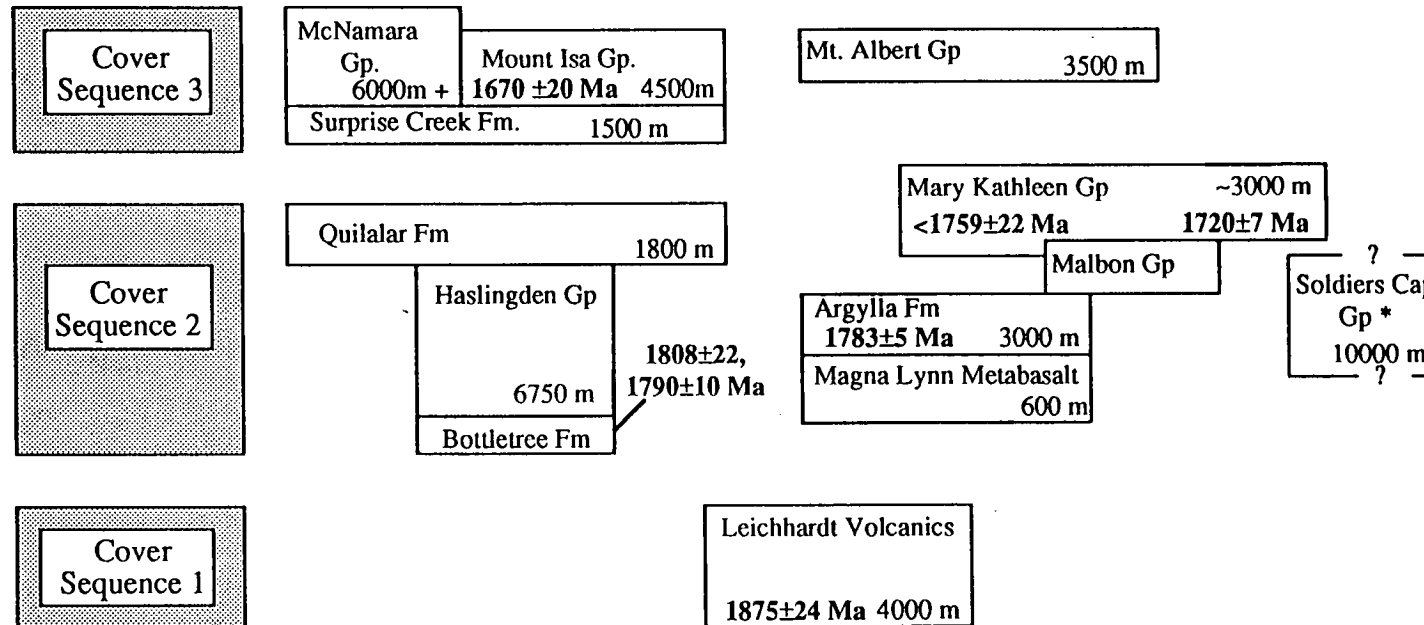 Cover
Sequence 3
McNamara
Gp.
6000m +
Mount Isa Gp.
1670 ±20 Ma 4500m
Surprise Creek Fm. 1500 m
Mt. Albert Gp
3500 m
Cover
Sequence 2
Quilalar Fm
1800 m
Haslingden Gp
6750 m
Bottletree Fm
1808±22,
1790±10 Ma
Mary Kathleen Gp ~3000 m
<1759±22 Ma 1720±7 Ma
Malbon Gp
Argylla Fm
1783±5 Ma 3000 m
Magna Lynn Metabasalt
600 m
?
Soldiers Cap
Gp *
10000 m
?
Cover
Sequence 1
Leichhardt Volcanics
1875±24 Ma 4000 m